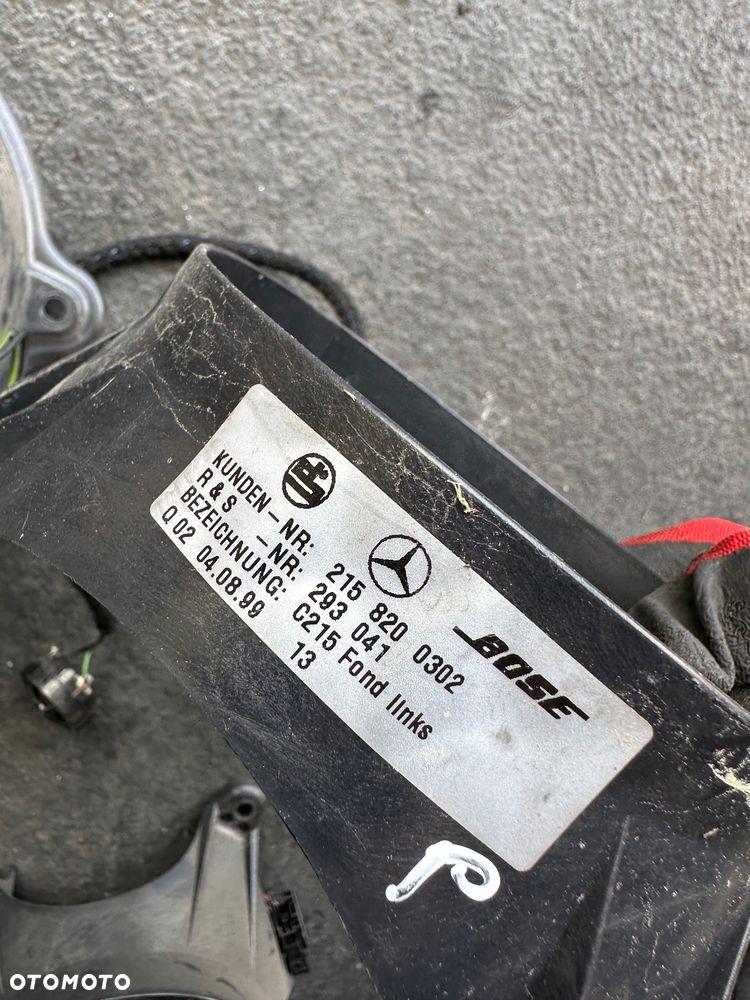 KUNDEN-NR: 215 820 0302
R & S -NR: 293 041
BEZEICHNUNG: C215 Fond links
Q 02 04.08.99 13
BOSE
OTOMOTO